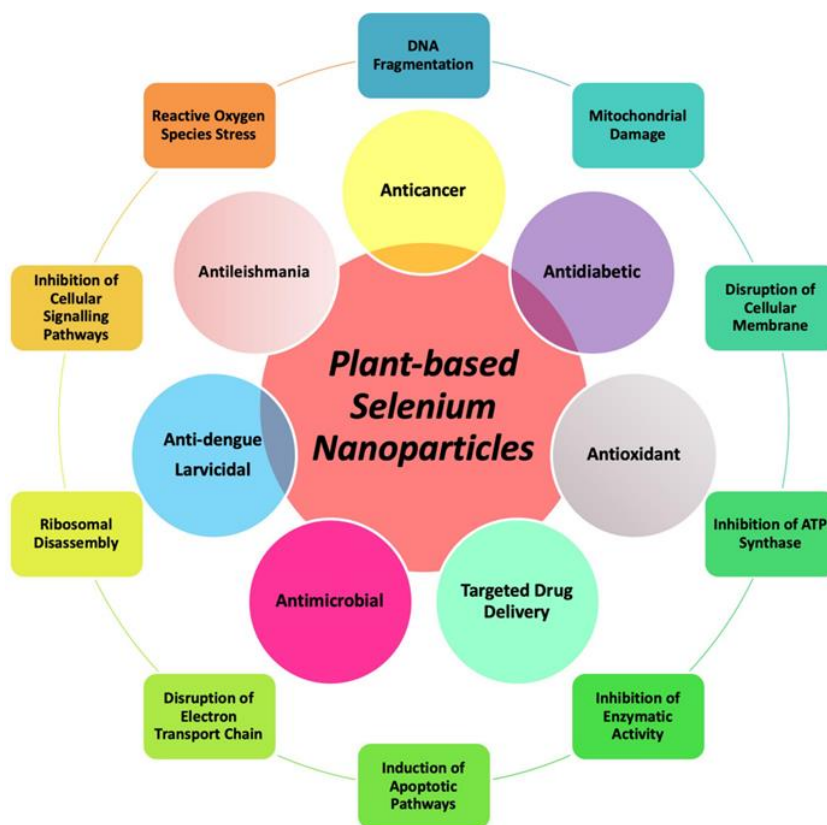 DNA
Fragmentation
Reactive Oxygen
Species Stress
Mitochondrial
Damage
Anticancer
Antileishmania
Antidiabetic
Inhibition of
Cellular
Signalling
Pathways
Disruption of
Cellular
Membrane
Plant-based
Selenium
Nanoparticles
Anti-dengue
Larvicidal
Antioxidant
Ribosomal
Disassembly
Inhibition of ATP
Synthase
Antimicrobial
Targeted Drug
Delivery
Disruption of
Electron
Transport Chain
Inhibition of
Enzymatic
Activity
Induction of
Apoptotic
Pathways